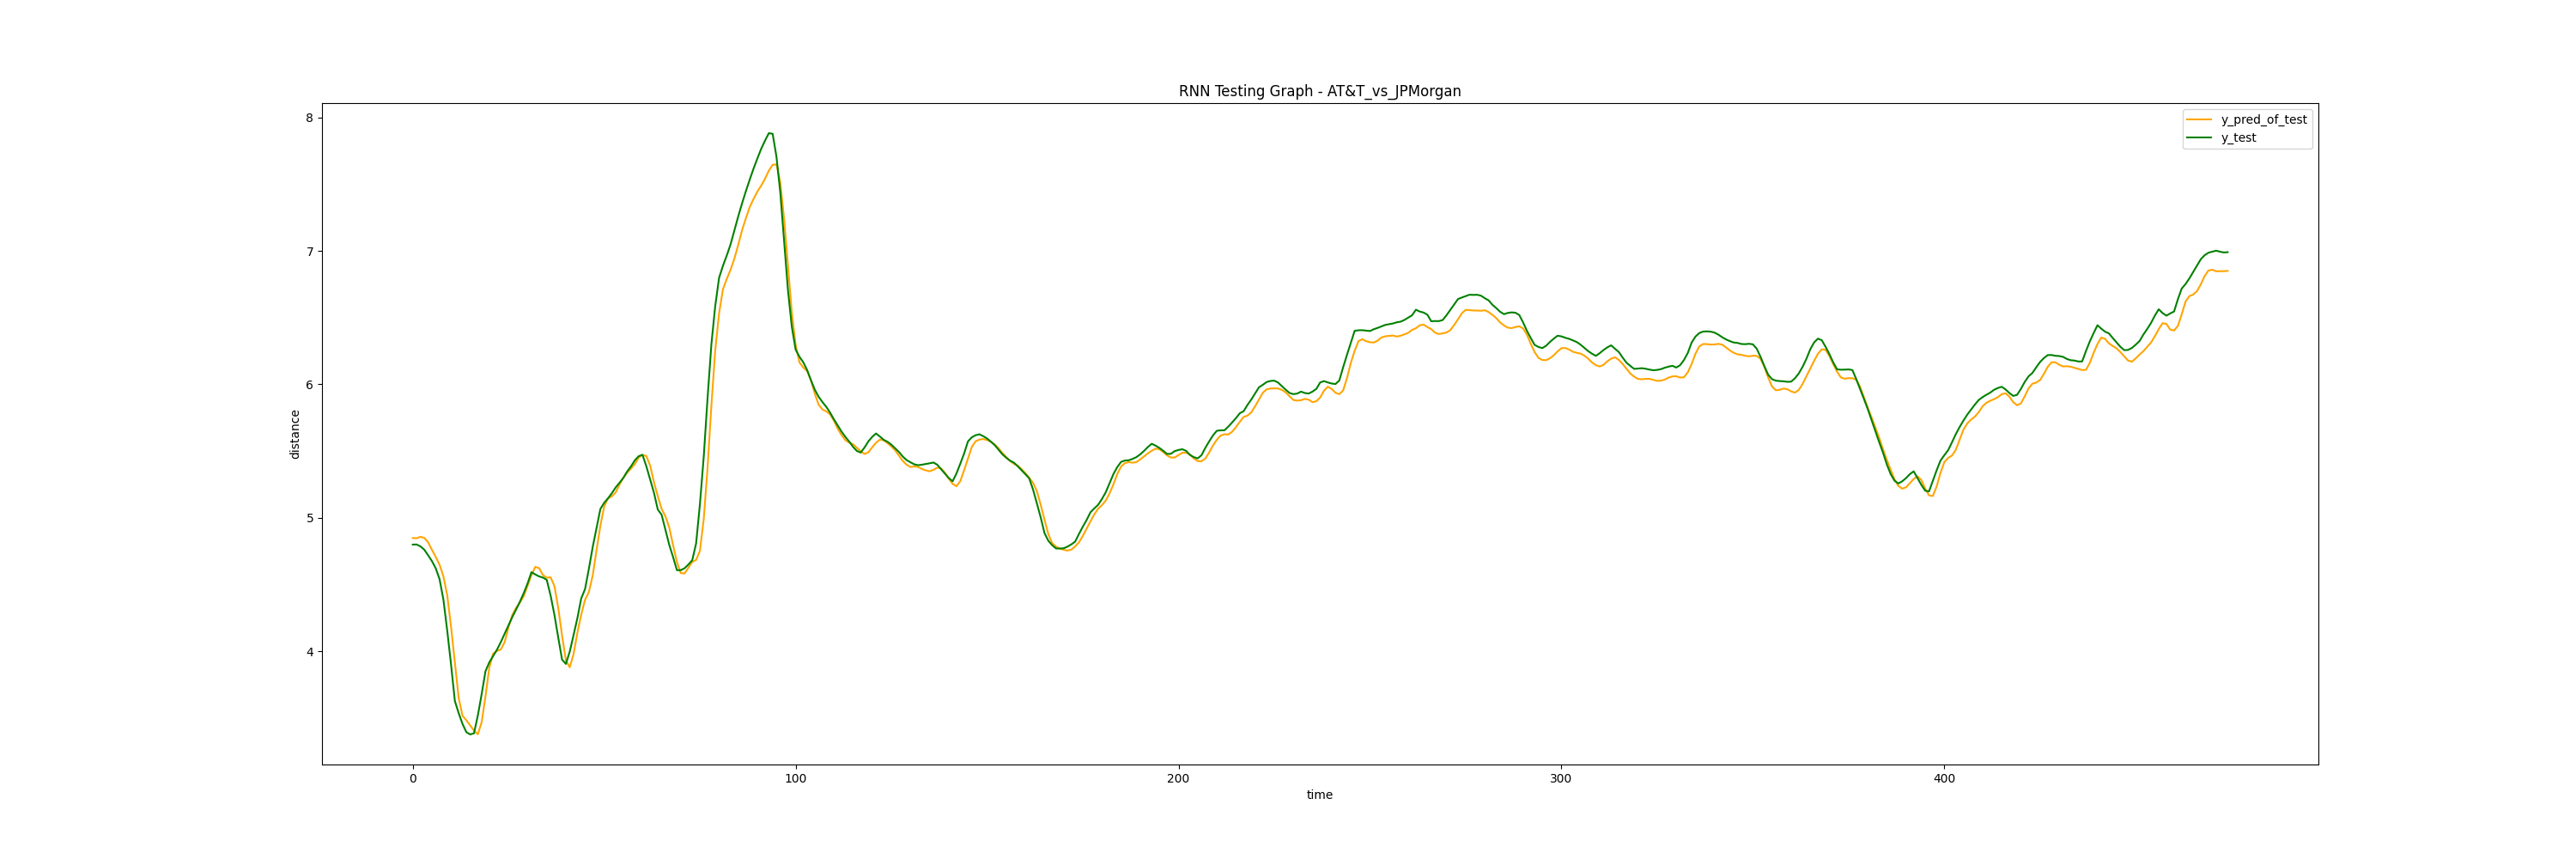 RNN Testing Graph - AT&T_vs_JPMorgan
y_pred_of_test
y_test
8
7
6
5
4
distance
0 100 200 300 400
time